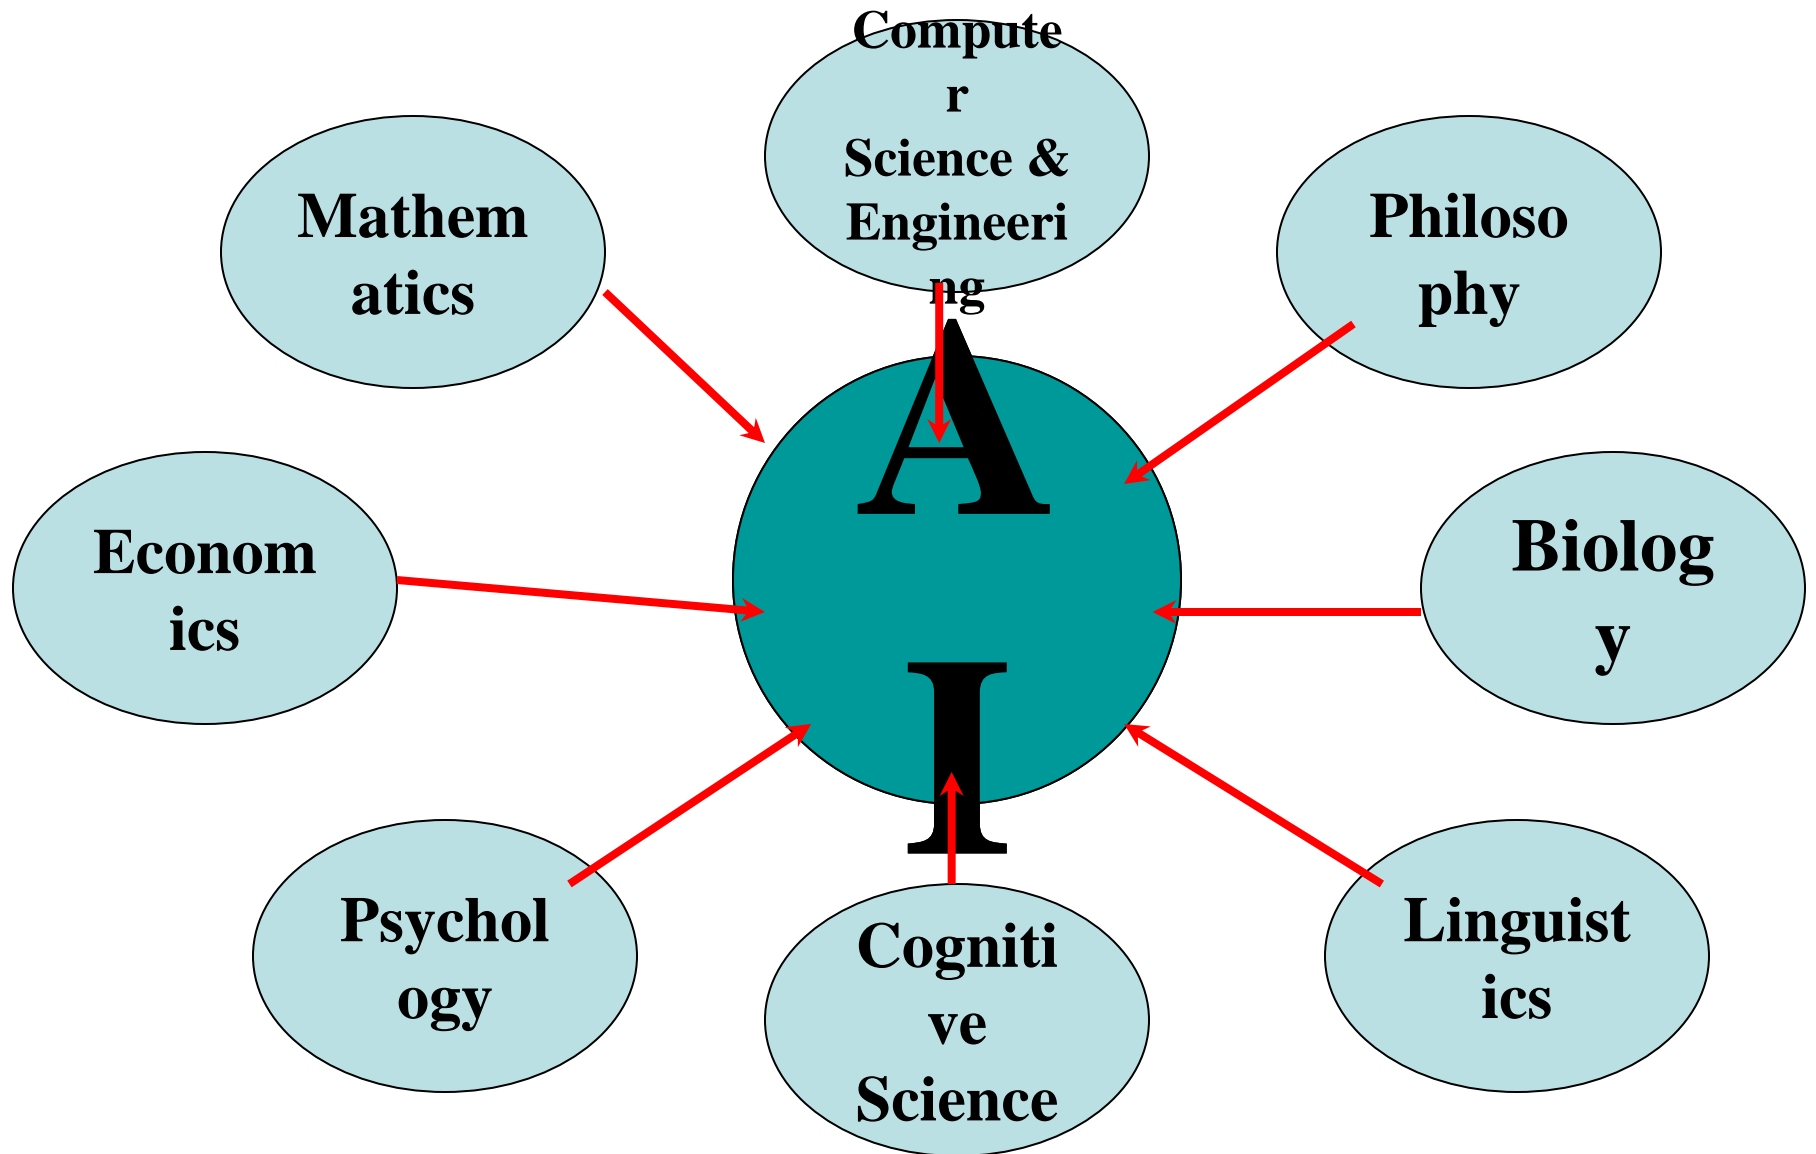 Compute
r
Science &
Engineeri
ng
Mathem
atics
Philoso
phy
A
I
Econom
ics
Biolog
y
Psychol
ogy
Cogniti
ve
Science
Linguist
ics